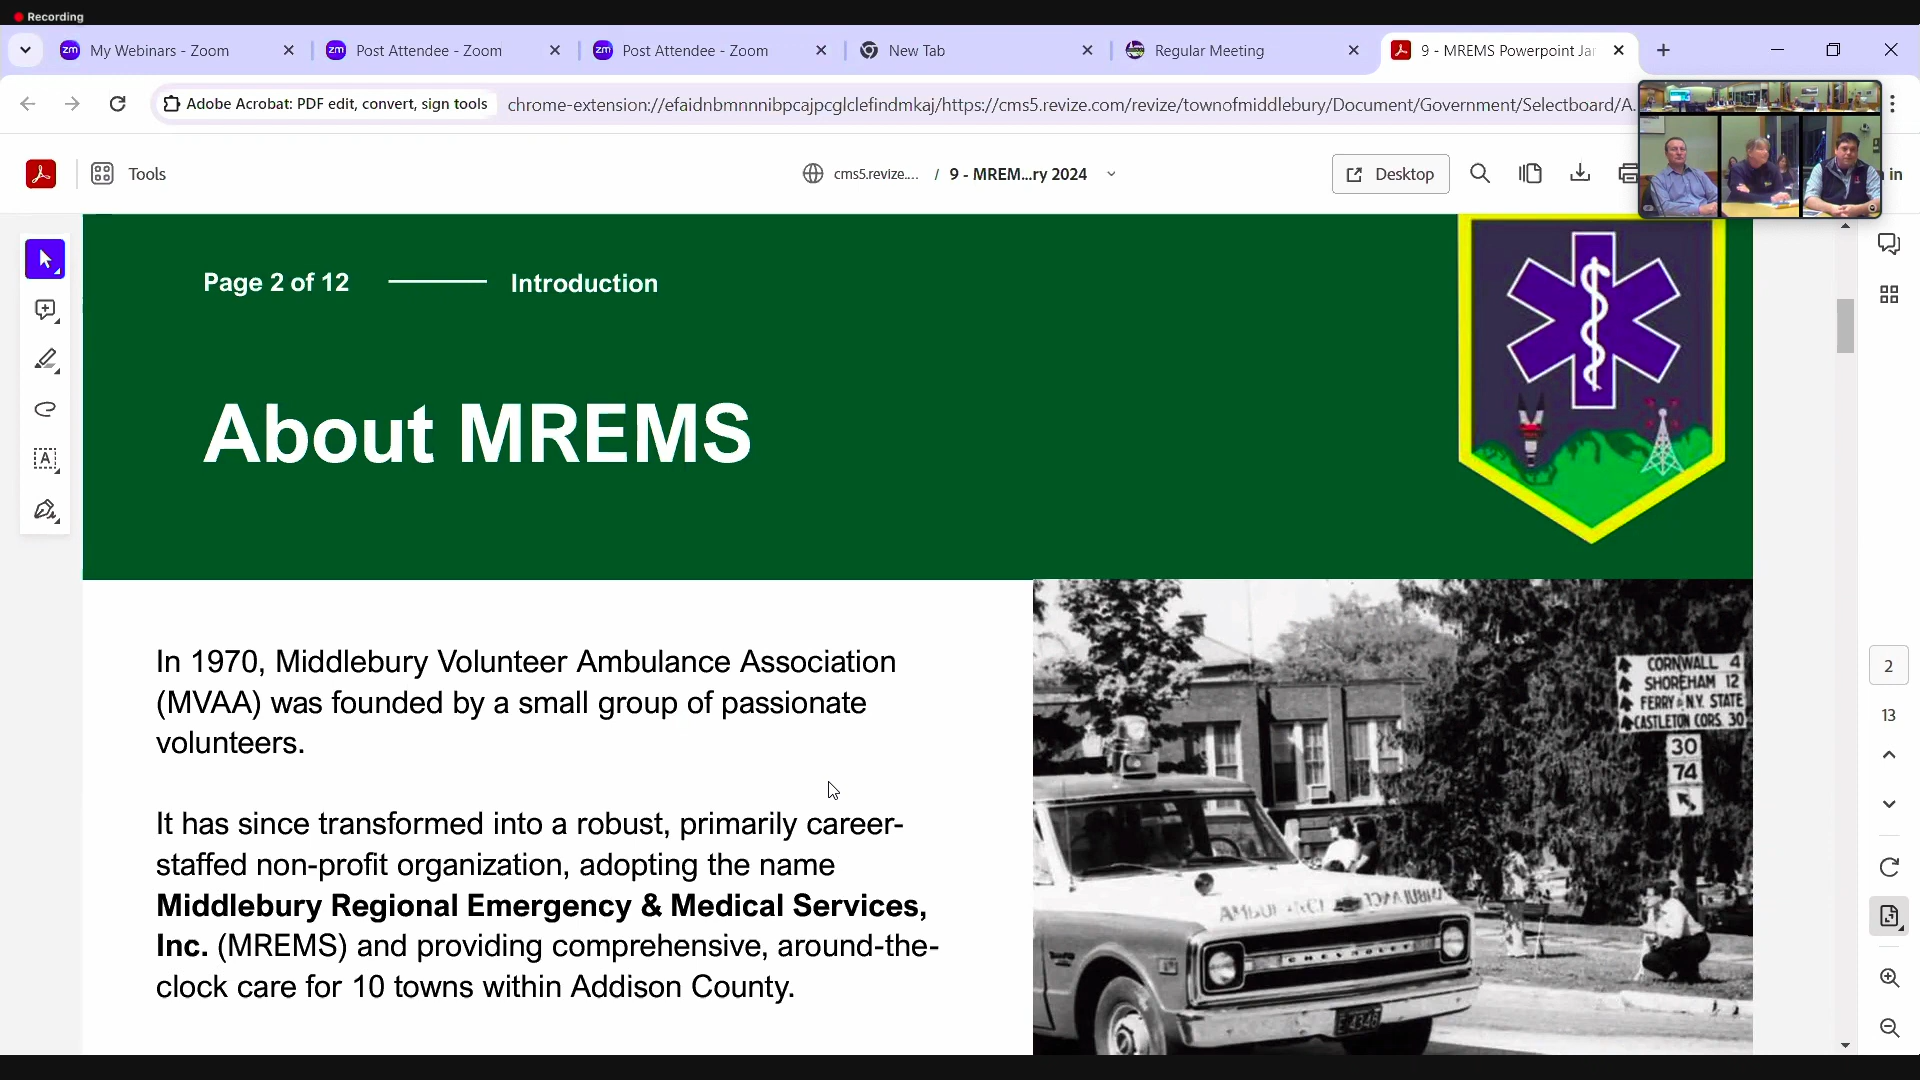 Recording
My Webinars - Zoom
Post Attendee - Zoom
Post Attendee - Zoom
New Tab
Regular Meeting
9 - MREMS Powerpoint Ja
Adobe Acrobat: PDF edit, convert, sign tools
chrome-extension://efaidnbmnnnibpcajpcglclefindmkaj/https://cms5.revize.com/revize/townofmiddlebury/Document/Government/Selectboard/A...
Tools
cms5.revize.... / 9 - MREM...ry 2024
Desktop
in
Page 2 of 12
Introduction
About MREMS
In 1970, Middlebury Volunteer Ambulance Association
(MVAA) was founded by a small group of passionate
volunteers.
It has since transformed into a robust, primarily career-
staffed non-profit organization, adopting the name
Middlebury Regional Emergency & Medical Services,
Inc. (MREMS) and providing comprehensive, around-the-
clock care for 10 towns within Addison County.
CORNWALL 4
SHOREHAM 12
FERRY & N.Y. STATE
CASTLETON CORS. 30
30
74
CHEVROLET
2
13